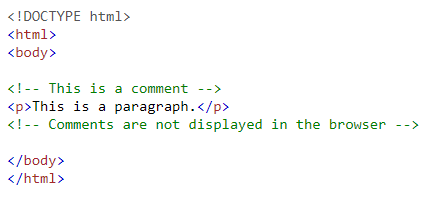 <!DOCTYPE html>
<html>
<body>
<!-- This is a comment -->
<p>This is a paragraph.</p>
<!-- Comments are not displayed in the browser -->
</body>
</html>